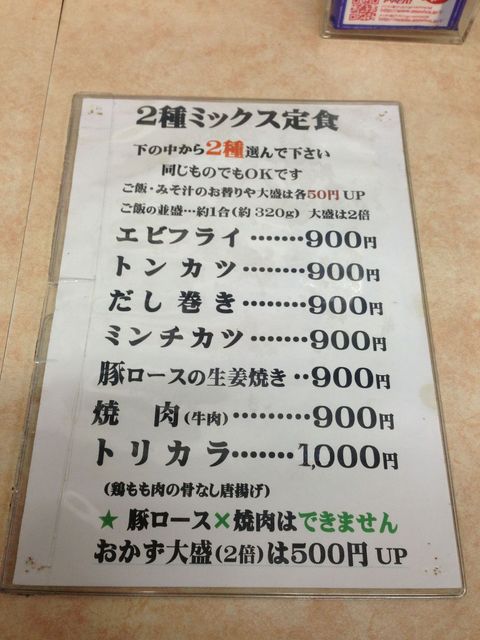 2種ミックス定食
下の中から2種選んで下さい
同じものでもOKです
ご飯・みそ汁のお替りや大盛は各50円 UP
ご飯の並盛…約1合(約 320g) 大盛は2倍
エビフライ………900円
トンカツ………900円
だし巻き………900円
ミンチカツ………900円
豚ロースの生姜焼き‥900円
焼 肉(牛肉)………900円
トリカラ………1,000円
(鶏もも肉の骨なし唐揚げ)
★ 豚ロース×焼肉はできません
おかず大盛(2倍)は500円 UP